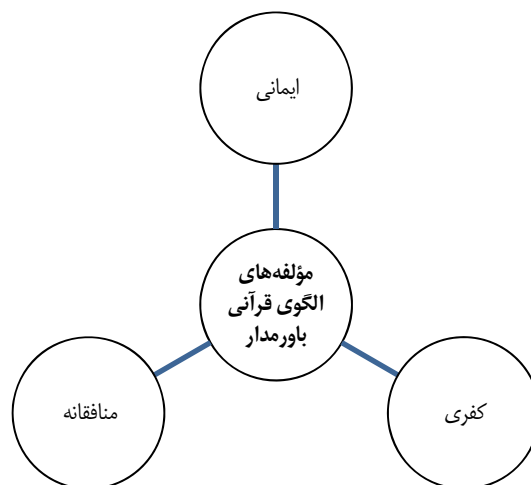 ایمانی
مؤلفه‌های
الگوی قرآنی
باورمدار
کفری
منافقانه